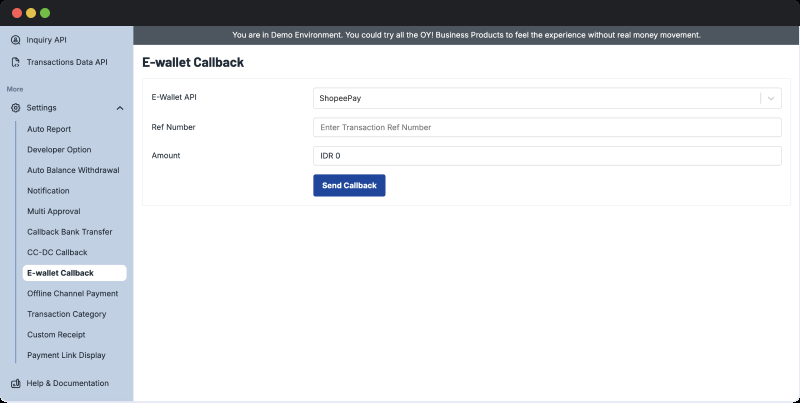 You are in Demo Environment. You could try all the OY! Business Products to feel the experience without real money movement.
Inquiry API
Transactions Data API
More
Settings
Auto Report
Developer Option
Auto Balance Withdrawal
Notification
Multi Approval
Callback Bank Transfer
CC-DC Callback
E-wallet Callback
Offline Channel Payment
Transaction Category
Custom Receipt
Payment Link Display
Help & Documentation
E-wallet Callback
E-Wallet API
ShopeePay
Ref Number
Enter Transaction Ref Number
Amount
IDR 0
Send Callback